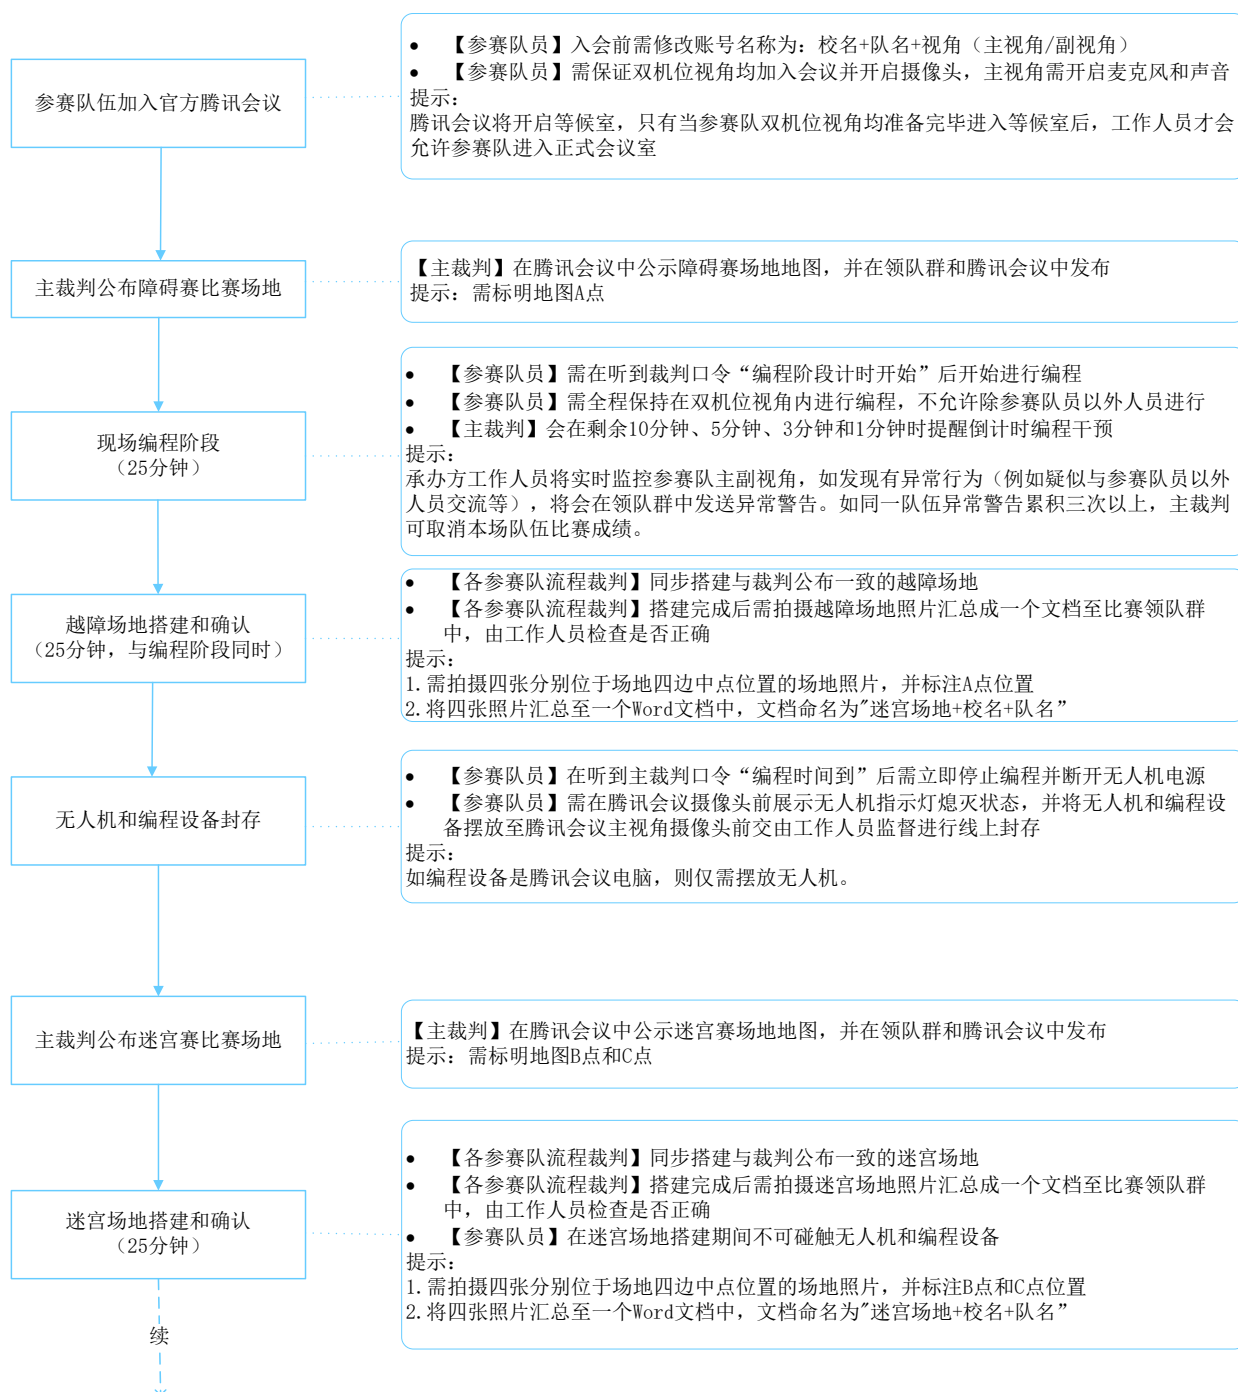 参赛队伍加入官方腾讯会议
• 【参赛队员】入会前需修改账号名称为：校名+队名+视角（主视角/副视角）
• 【参赛队员】需保证双机位视角均加入会议并开启摄像头，主视角需开启麦克风和声音
提示：
腾讯会议将开启等候室，只有当参赛队双机位视角均准备完毕进入等候室后，工作人员才会
允许参赛队进入正式会议室
主裁判公布障碍赛比赛场地
【主裁判】在腾讯会议中公示障碍赛场地地图，并在领队群和腾讯会议中发布
提示：需标明地图A点
现场编程阶段
（25分钟）
• 【参赛队员】需在听到裁判口令“编程阶段计时开始”后开始进行编程
• 【参赛队员】需全程保持在双机位视角内进行编程，不允许除参赛队员以外人员进行
• 【主裁判】会在剩余10分钟、5分钟、3分钟和1分钟时提醒倒计时编程干预
提示：
承办方工作人员将实时监控参赛队主副视角，如发现有异常行为（例如疑似与参赛队员以外
人员交流等），将会在领队群中发送异常警告。如同一队伍异常警告累积三次以上，主裁判
可取消本场队伍比赛成绩。
越障场地搭建和确认
（25分钟，与编程阶段同时）
• 【各参赛队流程裁判】同步搭建与裁判公布一致的越障场地
• 【各参赛队流程裁判】搭建完成后需拍摄越障场地照片汇总成一个文档至比赛领队群
中，由工作人员检查是否正确
提示：
1.需拍摄四张分别位于场地四边中点位置的场地照片，并标注A点位置
2.将四张照片汇总至一个Word文档中，文档命名为"迷宫场地+校名+队名”
无人机和编程设备封存
• 【参赛队员】在听到主裁判口令“编程时间到”后需立即停止编程并断开无人机电源
• 【参赛队员】需在腾讯会议摄像头前展示无人机指示灯熄灭状态，并将无人机和编程设
备摆放至腾讯会议主视角摄像头前交由工作人员监督进行线上封存
提示：
如编程设备是腾讯会议电脑，则仅需摆放无人机。
主裁判公布迷宫赛比赛场地
【主裁判】在腾讯会议中公示迷宫赛场地地图，并在领队群和腾讯会议中发布
提示：需标明地图B点和C点
迷宫场地搭建和确认
（25分钟）
• 【各参赛队流程裁判】同步搭建与裁判公布一致的迷宫场地
• 【各参赛队流程裁判】搭建完成后需拍摄迷宫场地照片汇总成一个文档至比赛领队群
中，由工作人员检查是否正确
• 【参赛队员】在迷宫场地搭建期间不可碰触无人机和编程设备
提示：
1.需拍摄四张分别位于场地四边中点位置的场地照片，并标注B点和C点位置
2.将四张照片汇总至一个Word文档中，文档命名为"迷宫场地+校名+队名”
续